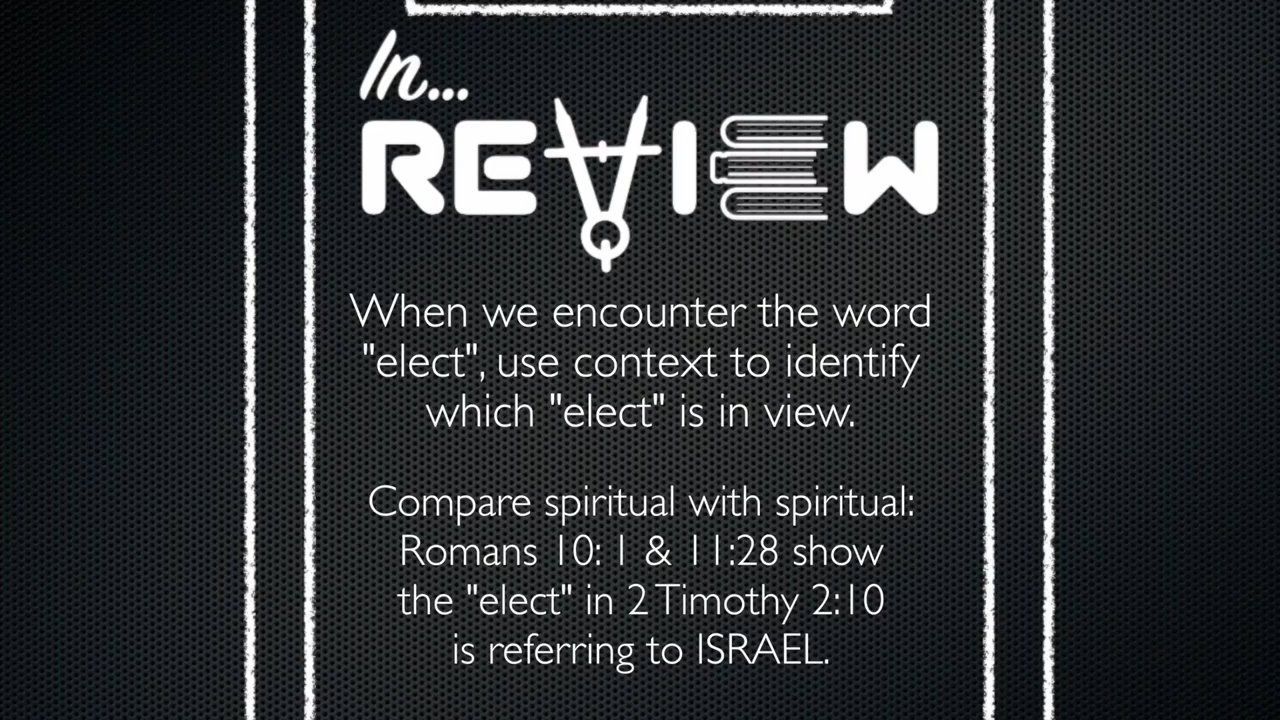 In...
REVIEW
When we encounter the word
"elect", use context to identify
which "elect" is in view.
Compare spiritual with spiritual:
Romans 10:1 & 11:28 show
the "elect" in 2 Timothy 2:10
is referring to ISRAEL.